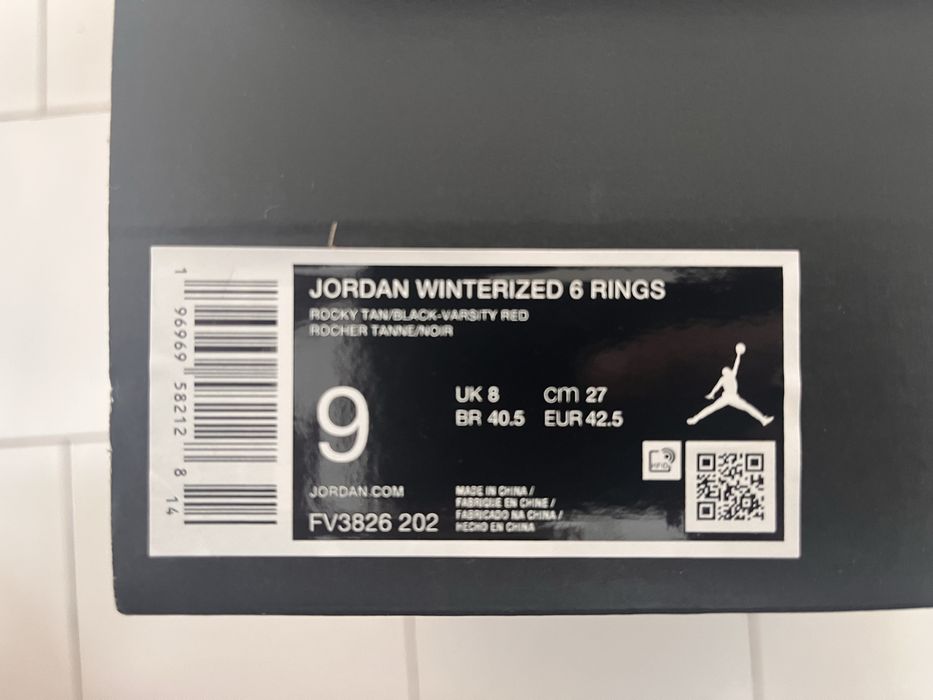 JORDAN WINTERIZED 6 RINGS
ROCKY TAN/BLACK-VARSITY RED
ROCHER TANNE/NOIR
9
UK 8 cm 27
BR 40.5 EUR 42.5
RFID
JORDAN.COM
FV3826 202
MADE IN CHINA /
FABRIQUE EN CHINE /
FABRICADO NA CHINA /
HECHO EN CHINA
1 96969 58212 8 14